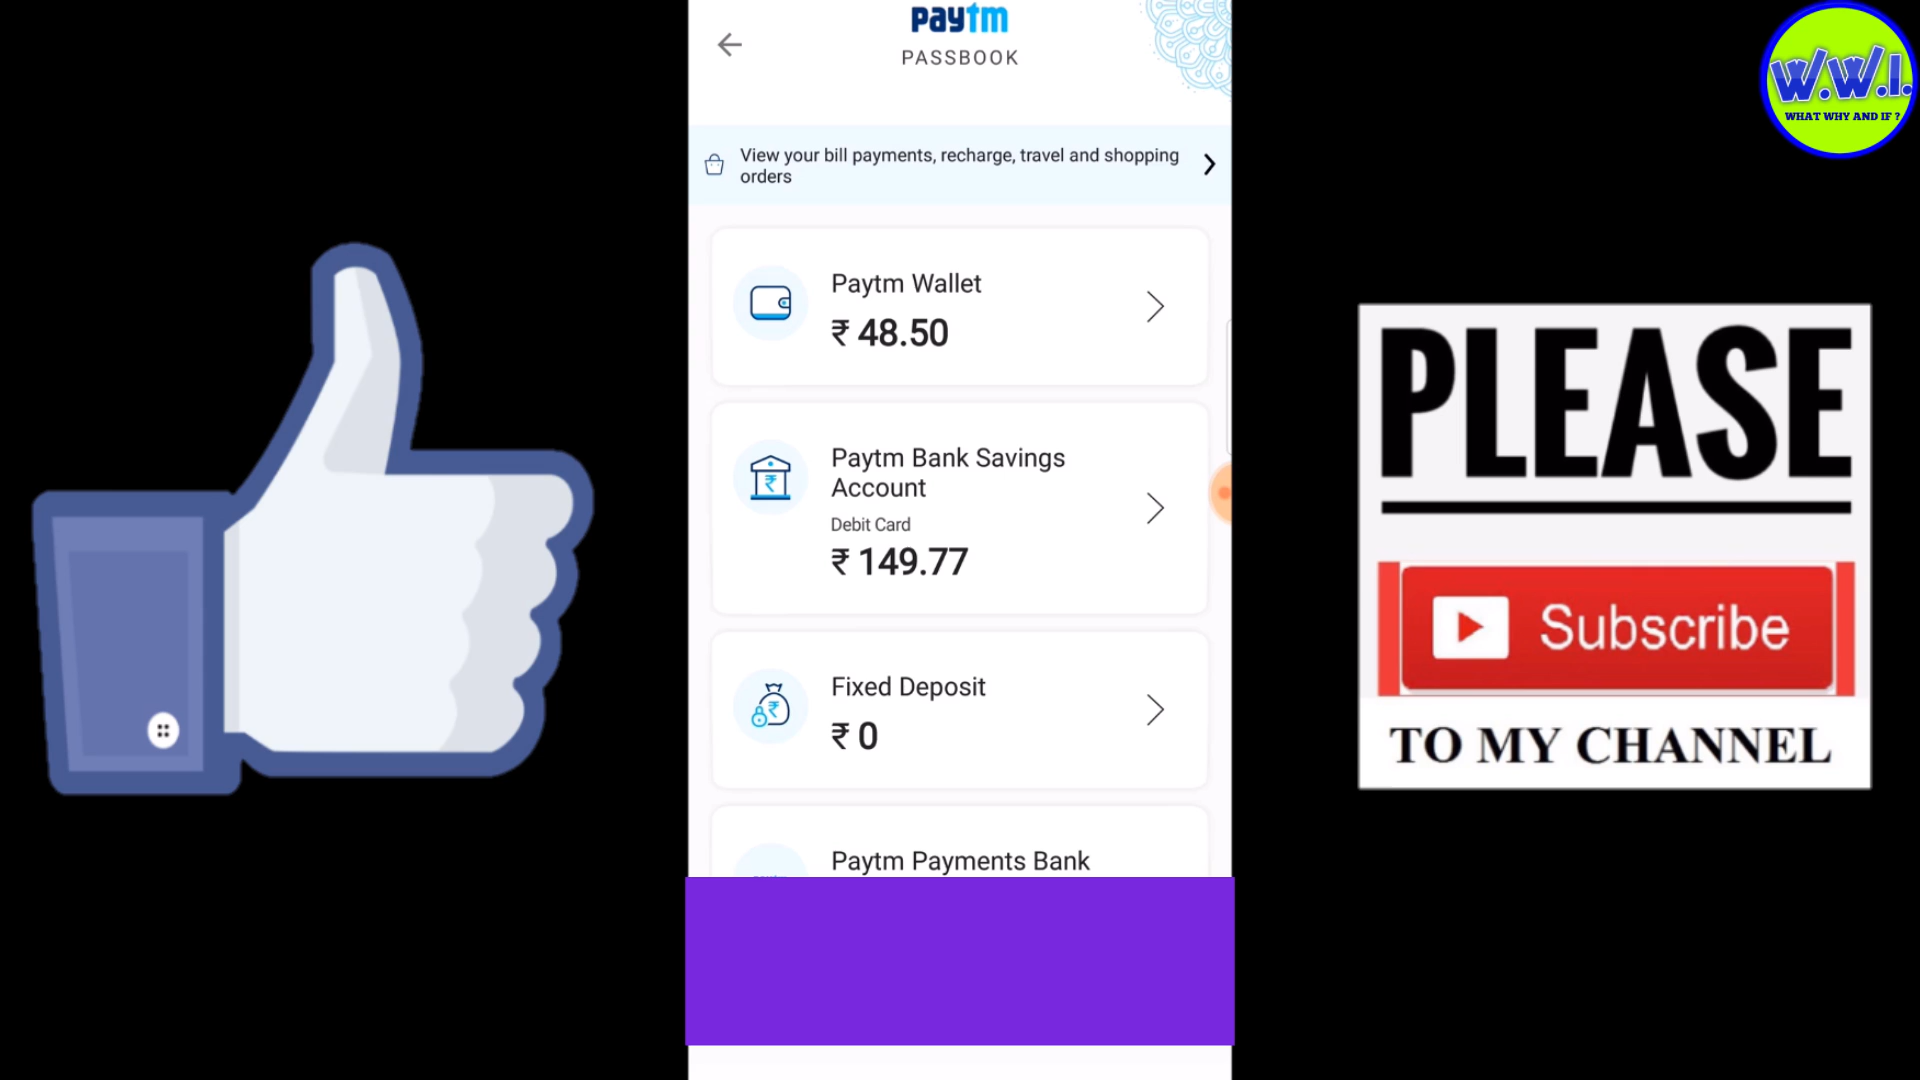 paytm
PASSBOOK
View your bill payments, recharge, travel and shopping
orders
Paytm Wallet
₹ 48.50
Paytm Bank Savings
Account
Debit Card
₹ 149.77
Fixed Deposit
₹ 0
Paytm Payments Bank
W.W.I.
WHAT WHY AND IF ?
PLEASE
Subscribe
TO MY CHANNEL